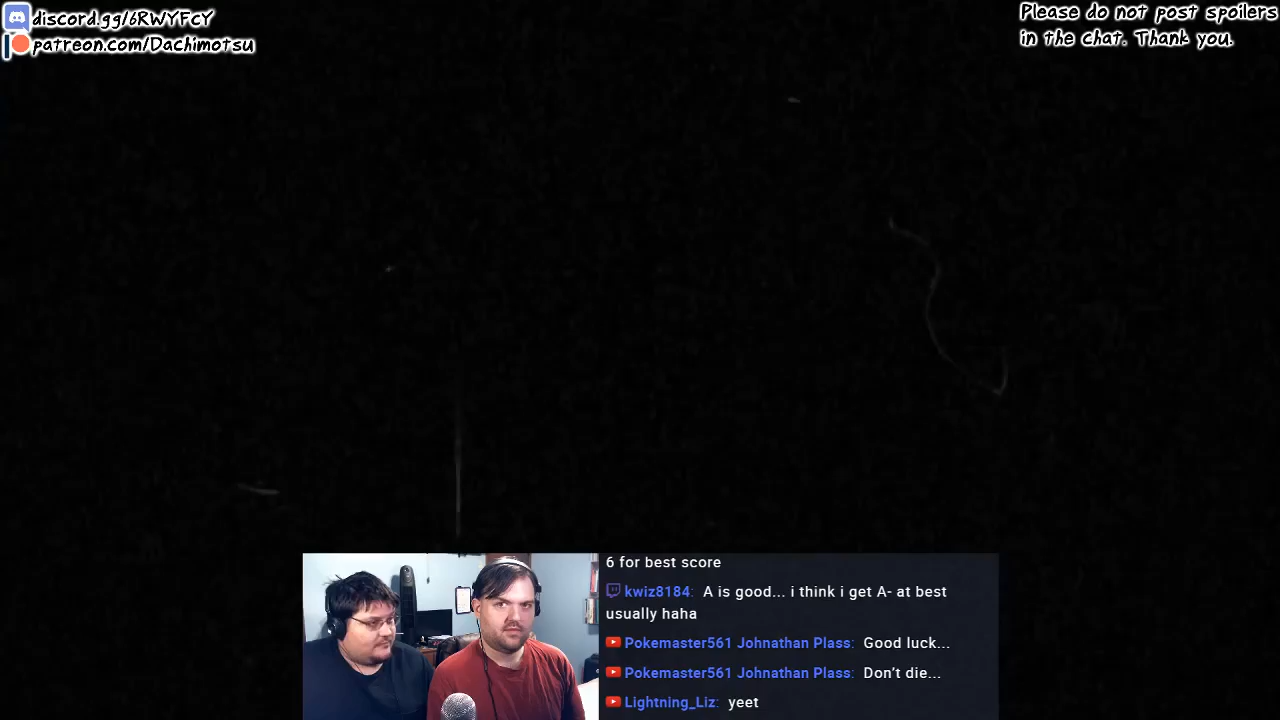 discord.gg/6RWYFcY
patreon.com/Dachimotsu
Please do not post spoilers
in the chat. Thank you.
6 for best score
kwiz8184: A is good... i think i get A- at best
usually haha
Pokemaster561 Johnathan Plass: Good luck...
Pokemaster561 Johnathan Plass: Don't die...
Lightning_Liz: yeet